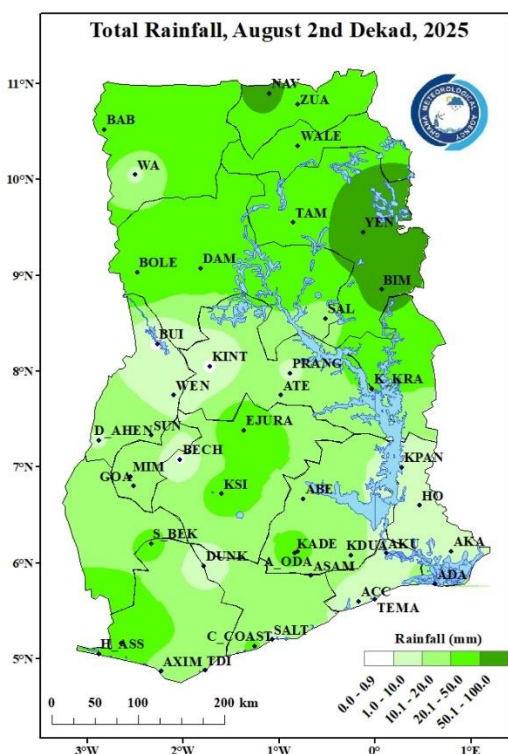 Total Rainfall, August 2nd Dekad, 2025
11°N
10°N
9°N
8°N
7°N
6°N
5°N
NAV
ZUA
BAB
WALE
WA
TAM
YEN
BOLE
DAM
BIM
SAL
BUI
KINT
PRANG
WEN
ATE
K_KRA
D_AHEN
SUN
EJURA
BECH
KPAN
GOA
MIM
KSI
ABE
HO
S_BEK
KADE
KDUA
AKU
AKA
DUNK
A_ODA
ASAM
ADA
ACC
TEMA
H_ASS
C_COAST
SALT
AXIM
TDI
GHANA METEOROLOGICAL AGENCY
Rainfall (mm)
0.0 - 0.9
1.0 - 10.0
10.1 - 20.0
20.1 - 50.0
50.1 - 100.0
0 50 100 200 km
3°W 2°W 1°W 0° 1°E